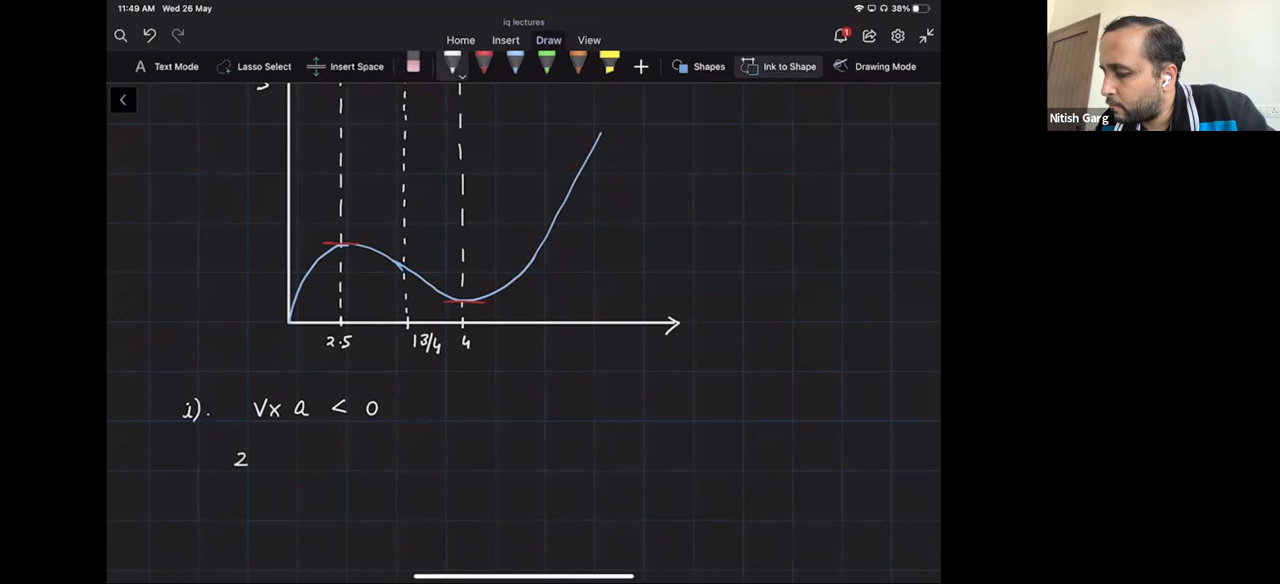 11:49 AM Wed 26 May
38%
iq lectures
Home Insert Draw View
1
Text Mode Lasso Select Insert Space Shapes Ink to Shape Drawing Mode
Nitish Garg
2.5 13/4 4
i). V x a < 0
2